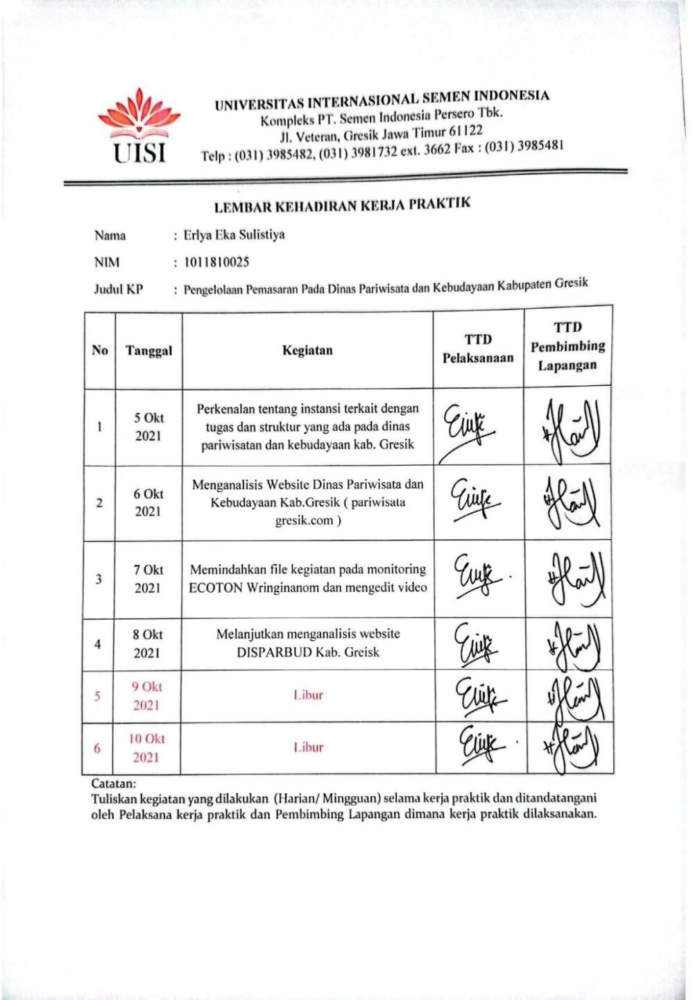 UISI
UNIVERSITAS INTERNASIONAL SEMEN INDONESIA
Kompleks PT. Semen Indonesia Persero Tbk.
Jl. Veteran, Gresik Jawa Timur 61122
Telp : (031) 3985482, (031) 3981732 ext. 3662 Fax : (031) 3985481
LEMBAR KEHADIRAN KERJA PRAKTIK
Nama : Erlya Eka Sulistiya
NIM : 1011810025
Judul KP : Pengelolaan Pemasaran Pada Dinas Pariwisata dan Kebudayaan Kabupaten Gresik
No
Tanggal
Kegiatan
TTD
Pelaksanaan
TTD
Pembimbing
Lapangan
1
5 Okt
2021
Perkenalan tentang instansi terkait dengan
tugas dan struktur yang ada pada dinas
pariwisatan dan kebudayaan kab. Gresik
2
6 Okt
2021
Menganalisis Website Dinas Pariwisata dan
Kebudayaan Kab.Gresik ( pariwisata
gresik.com )
3
7 Okt
2021
Memindahkan file kegiatan pada monitoring
ECOTON Wringinanom dan mengedit video
4
8 Okt
2021
Melanjutkan menganalisis website
DISPARBUD Kab. Greisk
5
9 Okt
2021
Libur
6
10 Okt
2021
Libur
Catatan:
Tuliskan kegiatan yang dilakukan (Harian/ Mingguan) selama kerja praktik dan ditandatangani
oleh Pelaksana kerja praktik dan Pembimbing Lapangan dimana kerja praktik dilaksanakan.